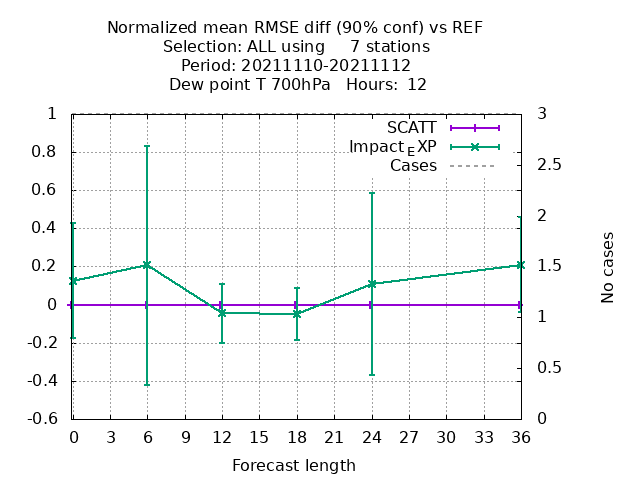 Normalized mean RMSE diff (90% conf) vs REF
Selection: ALL using     7 stations
Period: 20211110-20211112
Dew point T 700hPa   Hours:  12
SCATT
Impact_EXP
Cases
1
0.8
0.6
0.4
0.2
0
-0.2
-0.4
-0.6
3
2.5
2
1.5
1
0.5
0
No cases
0 3 6 9 12 15 18 21 24 27 30 33 36
Forecast length